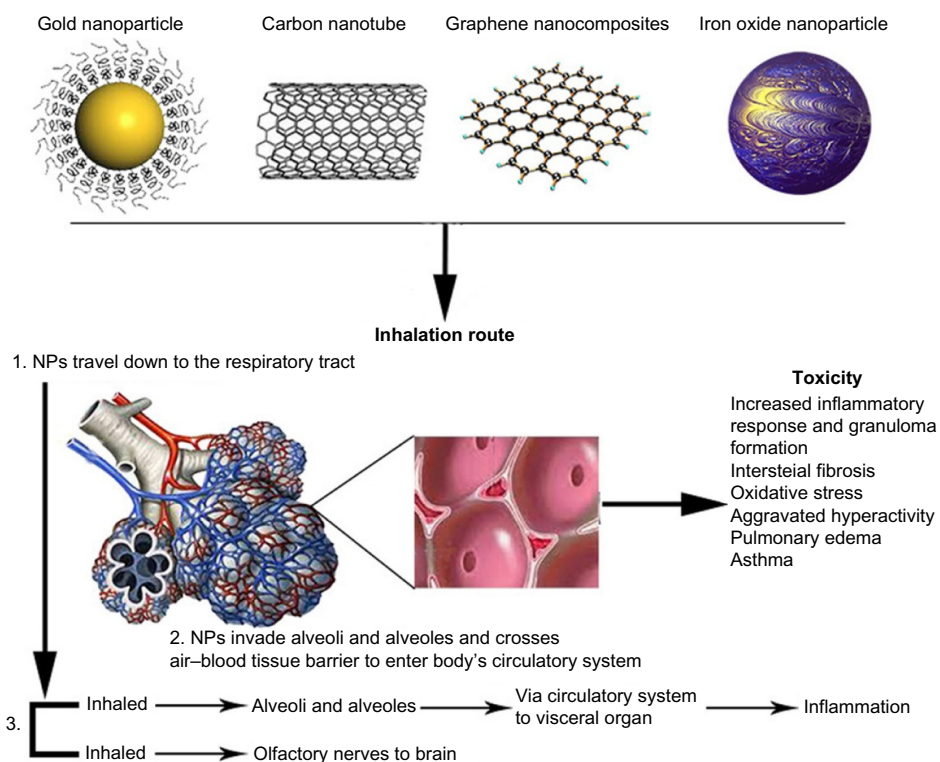 Gold nanoparticle
Carbon nanotube
Graphene nanocomposites
Iron oxide nanoparticle
Inhalation route
1. NPs travel down to the respiratory tract
Toxicity
Increased inflammatory
response and granuloma
formation
Intersteial fibrosis
Oxidative stress
Aggravated hyperactivity
Pulmonary edema
Asthma
2. NPs invade alveoli and alveoles and crosses
air–blood tissue barrier to enter body's circulatory system
3.
Inhaled
Alveoli and alveoles
Via circulatory system
to visceral organ
Inflammation
Inhaled
Olfactory nerves to brain